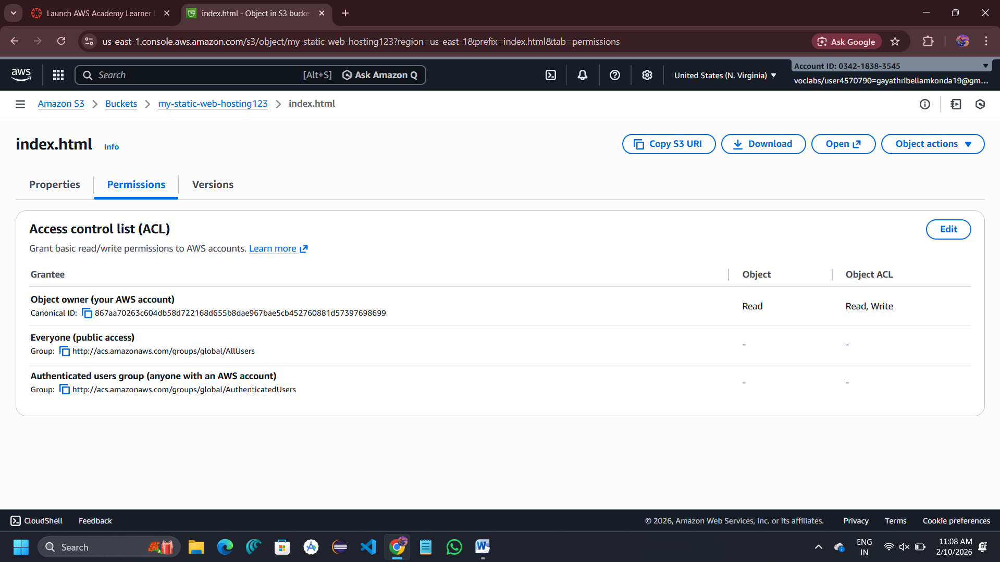 Launch AWS Academy Learner L
index.html - Object in S3 bucke
us-east-1.console.aws.amazon.com/s3/object/my-static-web-hosting123?region=us-east-1&prefix=index.html&tab=permissions
Ask Google
aws
Search
[Alt+S]
Ask Amazon Q
United States (N. Virginia)
Account ID: 0342-1838-3545
voclabs/user4570790=gayathribellamkonda19@gm...
Amazon S3
Buckets
my-static-web-hosting123
index.html
index.html
Info
Copy S3 URI
Download
Open
Object actions
Properties
Permissions
Versions
Access control list (ACL)
Edit
Grant basic read/write permissions to AWS accounts. Learn more
Grantee
Object
Object ACL
Object owner (your AWS account)
Canonical ID: 867aa70263c604db58d722168d655b8dae967bae5cb452760881d57397698699
Read
Read, Write
Everyone (public access)
Group: http://acs.amazonaws.com/groups/global/AllUsers
-
-
Authenticated users group (anyone with an AWS account)
Group: http://acs.amazonaws.com/groups/global/AuthenticatedUsers
-
-
CloudShell
Feedback
© 2026, Amazon Web Services, Inc. or its affiliates.
Privacy
Terms
Cookie preferences
Search
ENG
IN
11:08 AM
2/10/2026